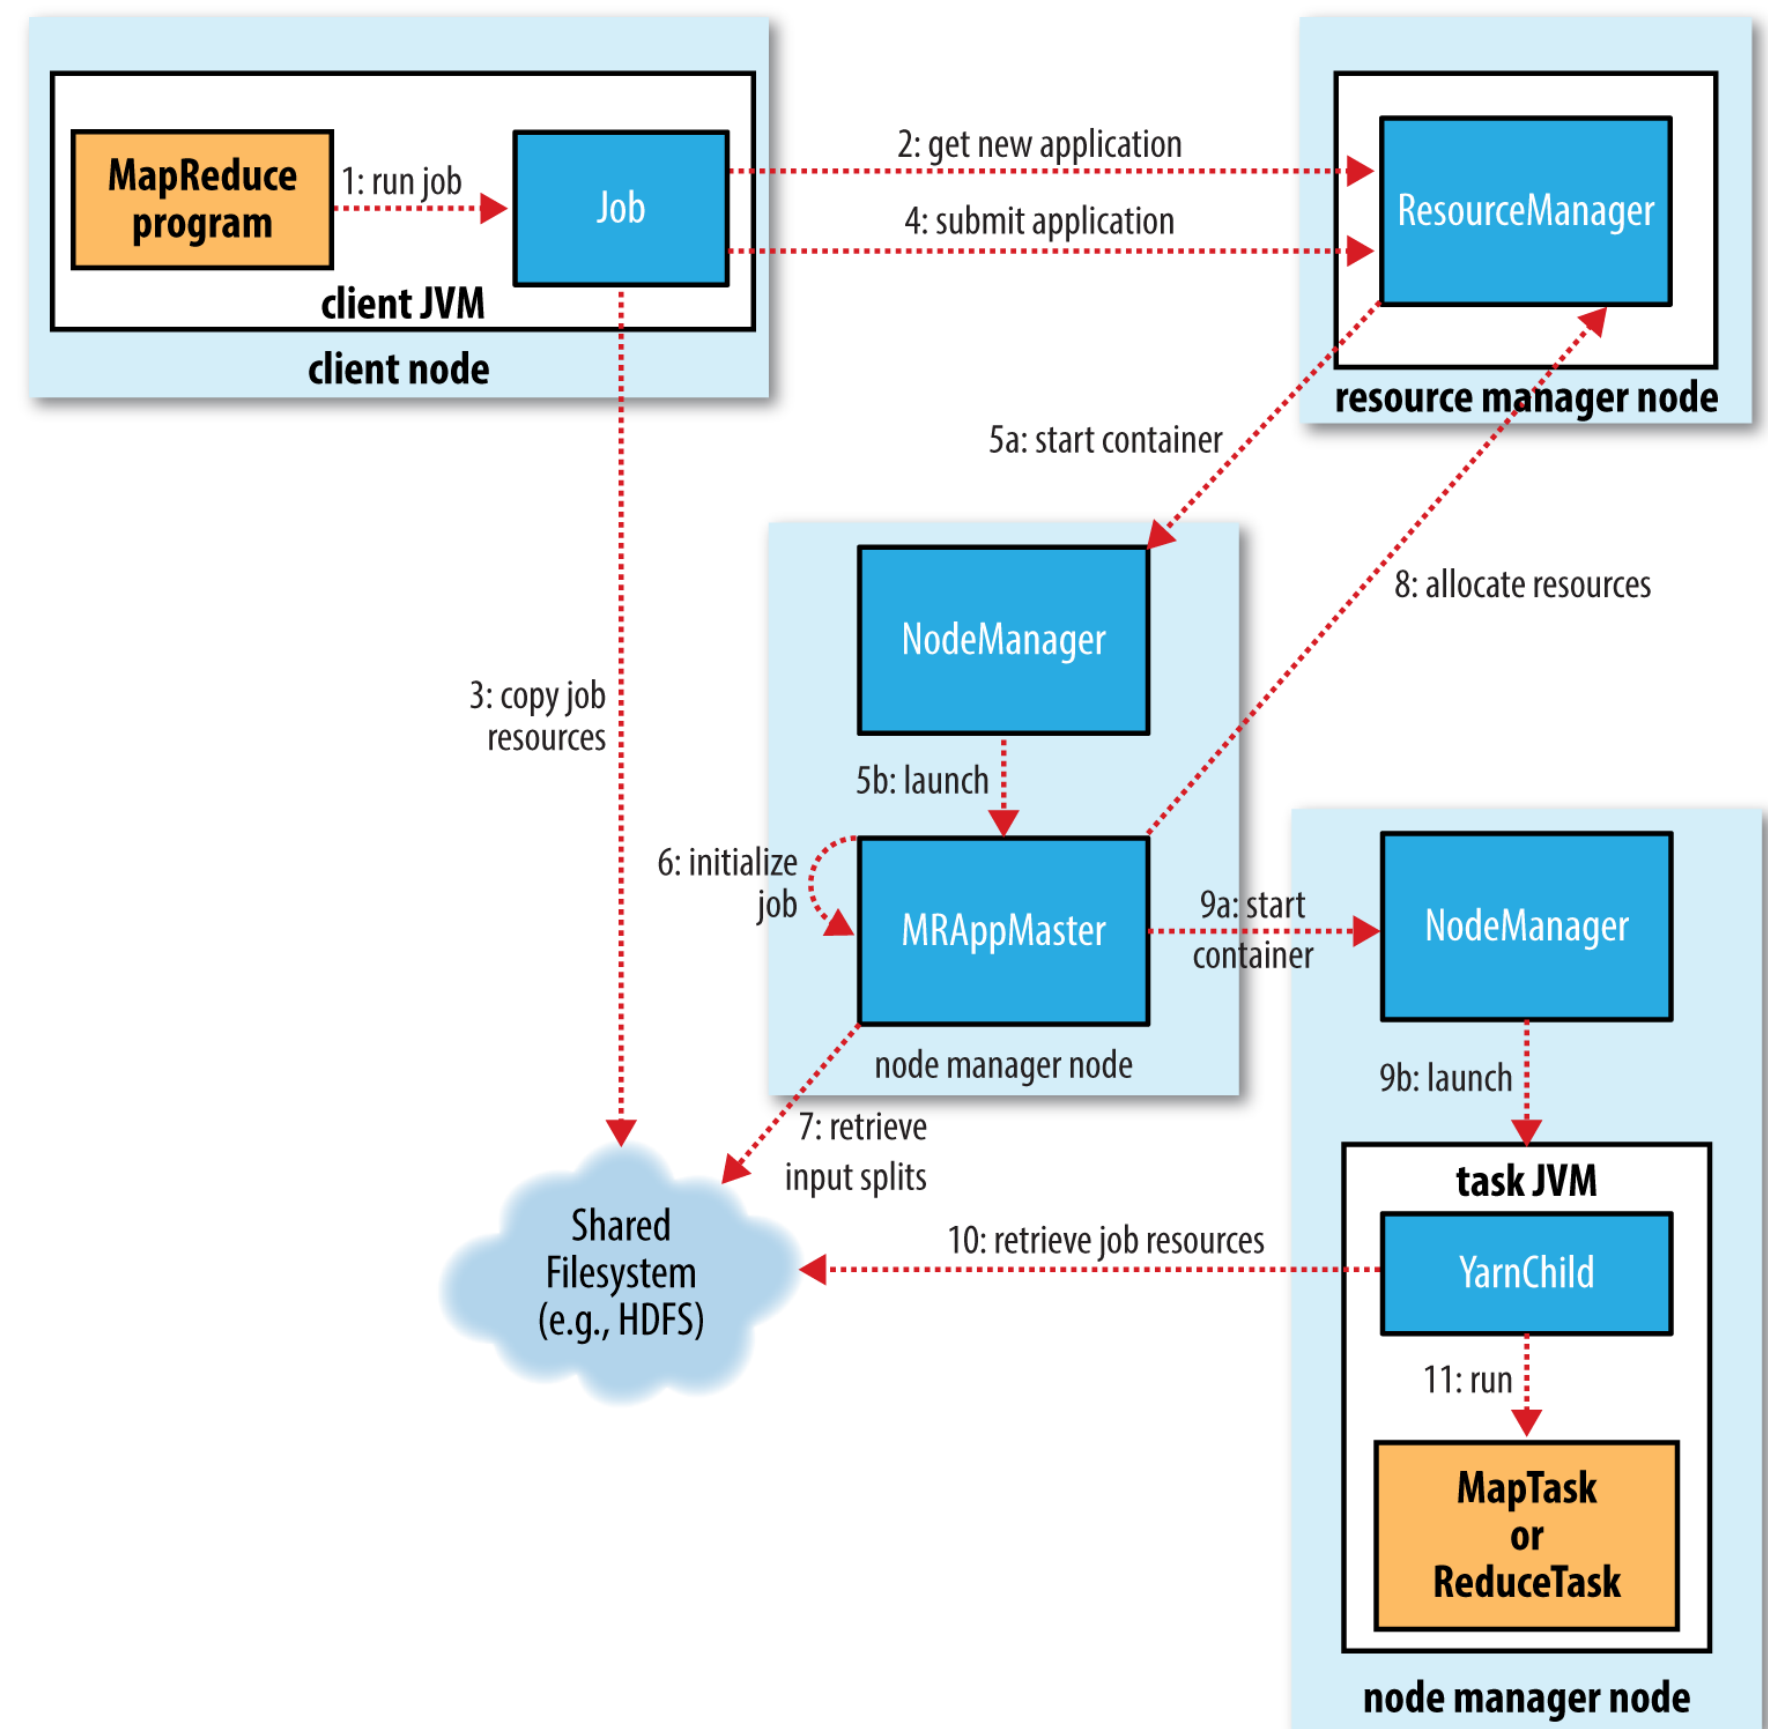 MapReduce
program
1: run job
Job
client JVM
client node
2: get new application
4: submit application
ResourceManager
resource manager node
5a: start container
8: allocate resources
3: copy job
resources
NodeManager
5b: launch
6: initialize
job
MRAppMaster
node manager node
9a: start
container
NodeManager
9b: launch
7: retrieve
input splits
Shared
Filesystem
(e.g., HDFS)
10: retrieve job resources
task JVM
YarnChild
11: run
MapTask
or
ReduceTask
node manager node